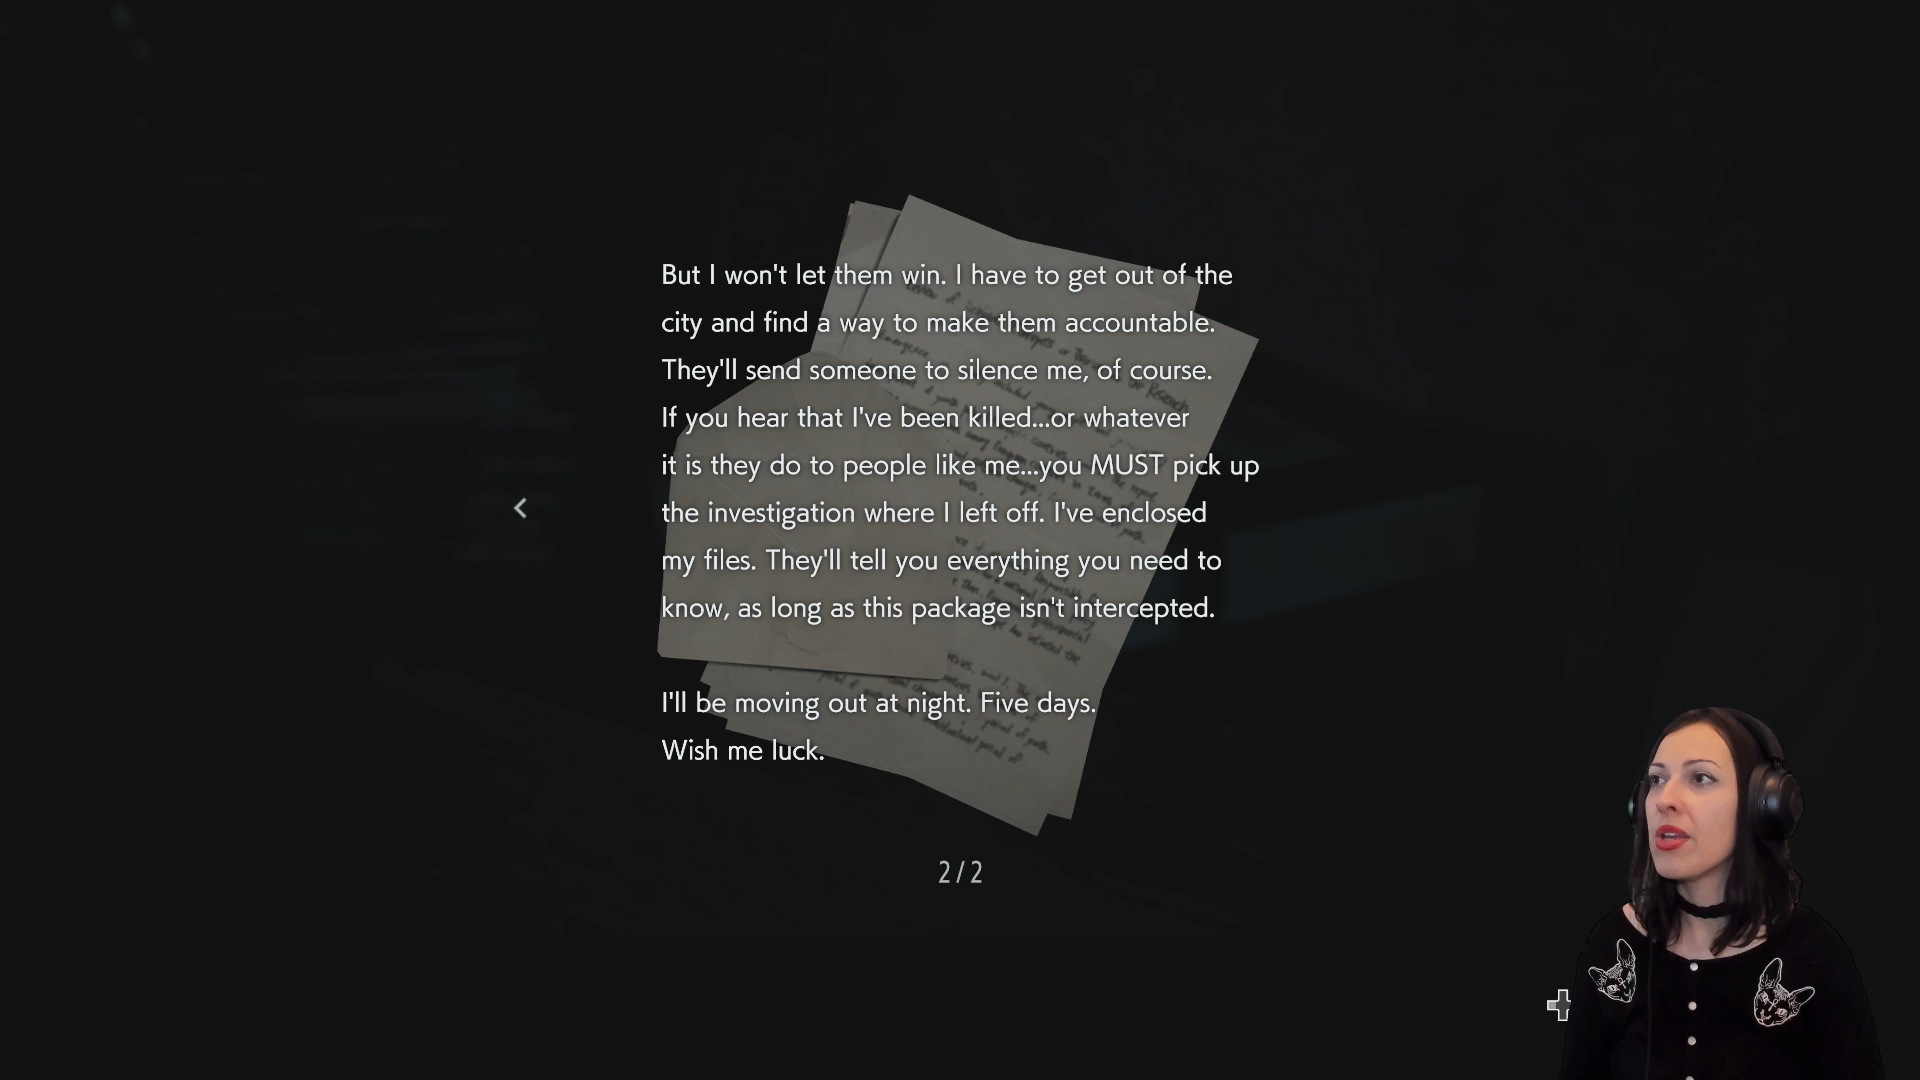 But I won't let them win. I have to get out of the
city and find a way to make them accountable.
They'll send someone to silence me, of course.
If you hear that I've been killed...or whatever
it is they do to people like me...you MUST pick up
the investigation where I left off. I've enclosed
my files. They'll tell you everything you need to
know, as long as this package isn't intercepted.
I'll be moving out at night. Five days.
Wish me luck.
2 / 2